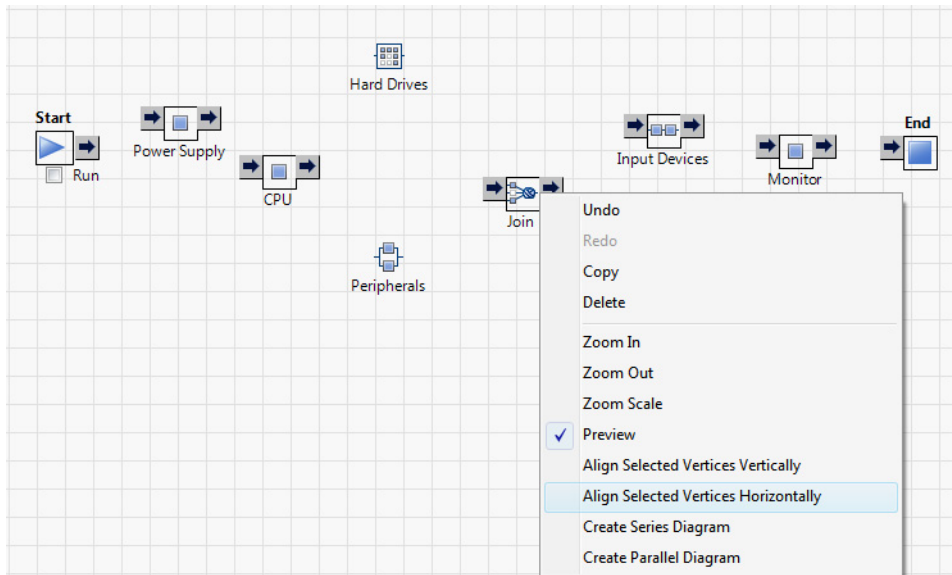 Hard Drives
Start
End
Power Supply
Input Devices
Run
Monitor
CPU
Join
Undo
Redo
Copy
Peripherals
Delete
Zoom In
Zoom Out
Zoom Scale
Preview
Align Selected Vertices Vertically
Align Selected Vertices Horizontally
Create Series Diagram
Create Parallel Diagram